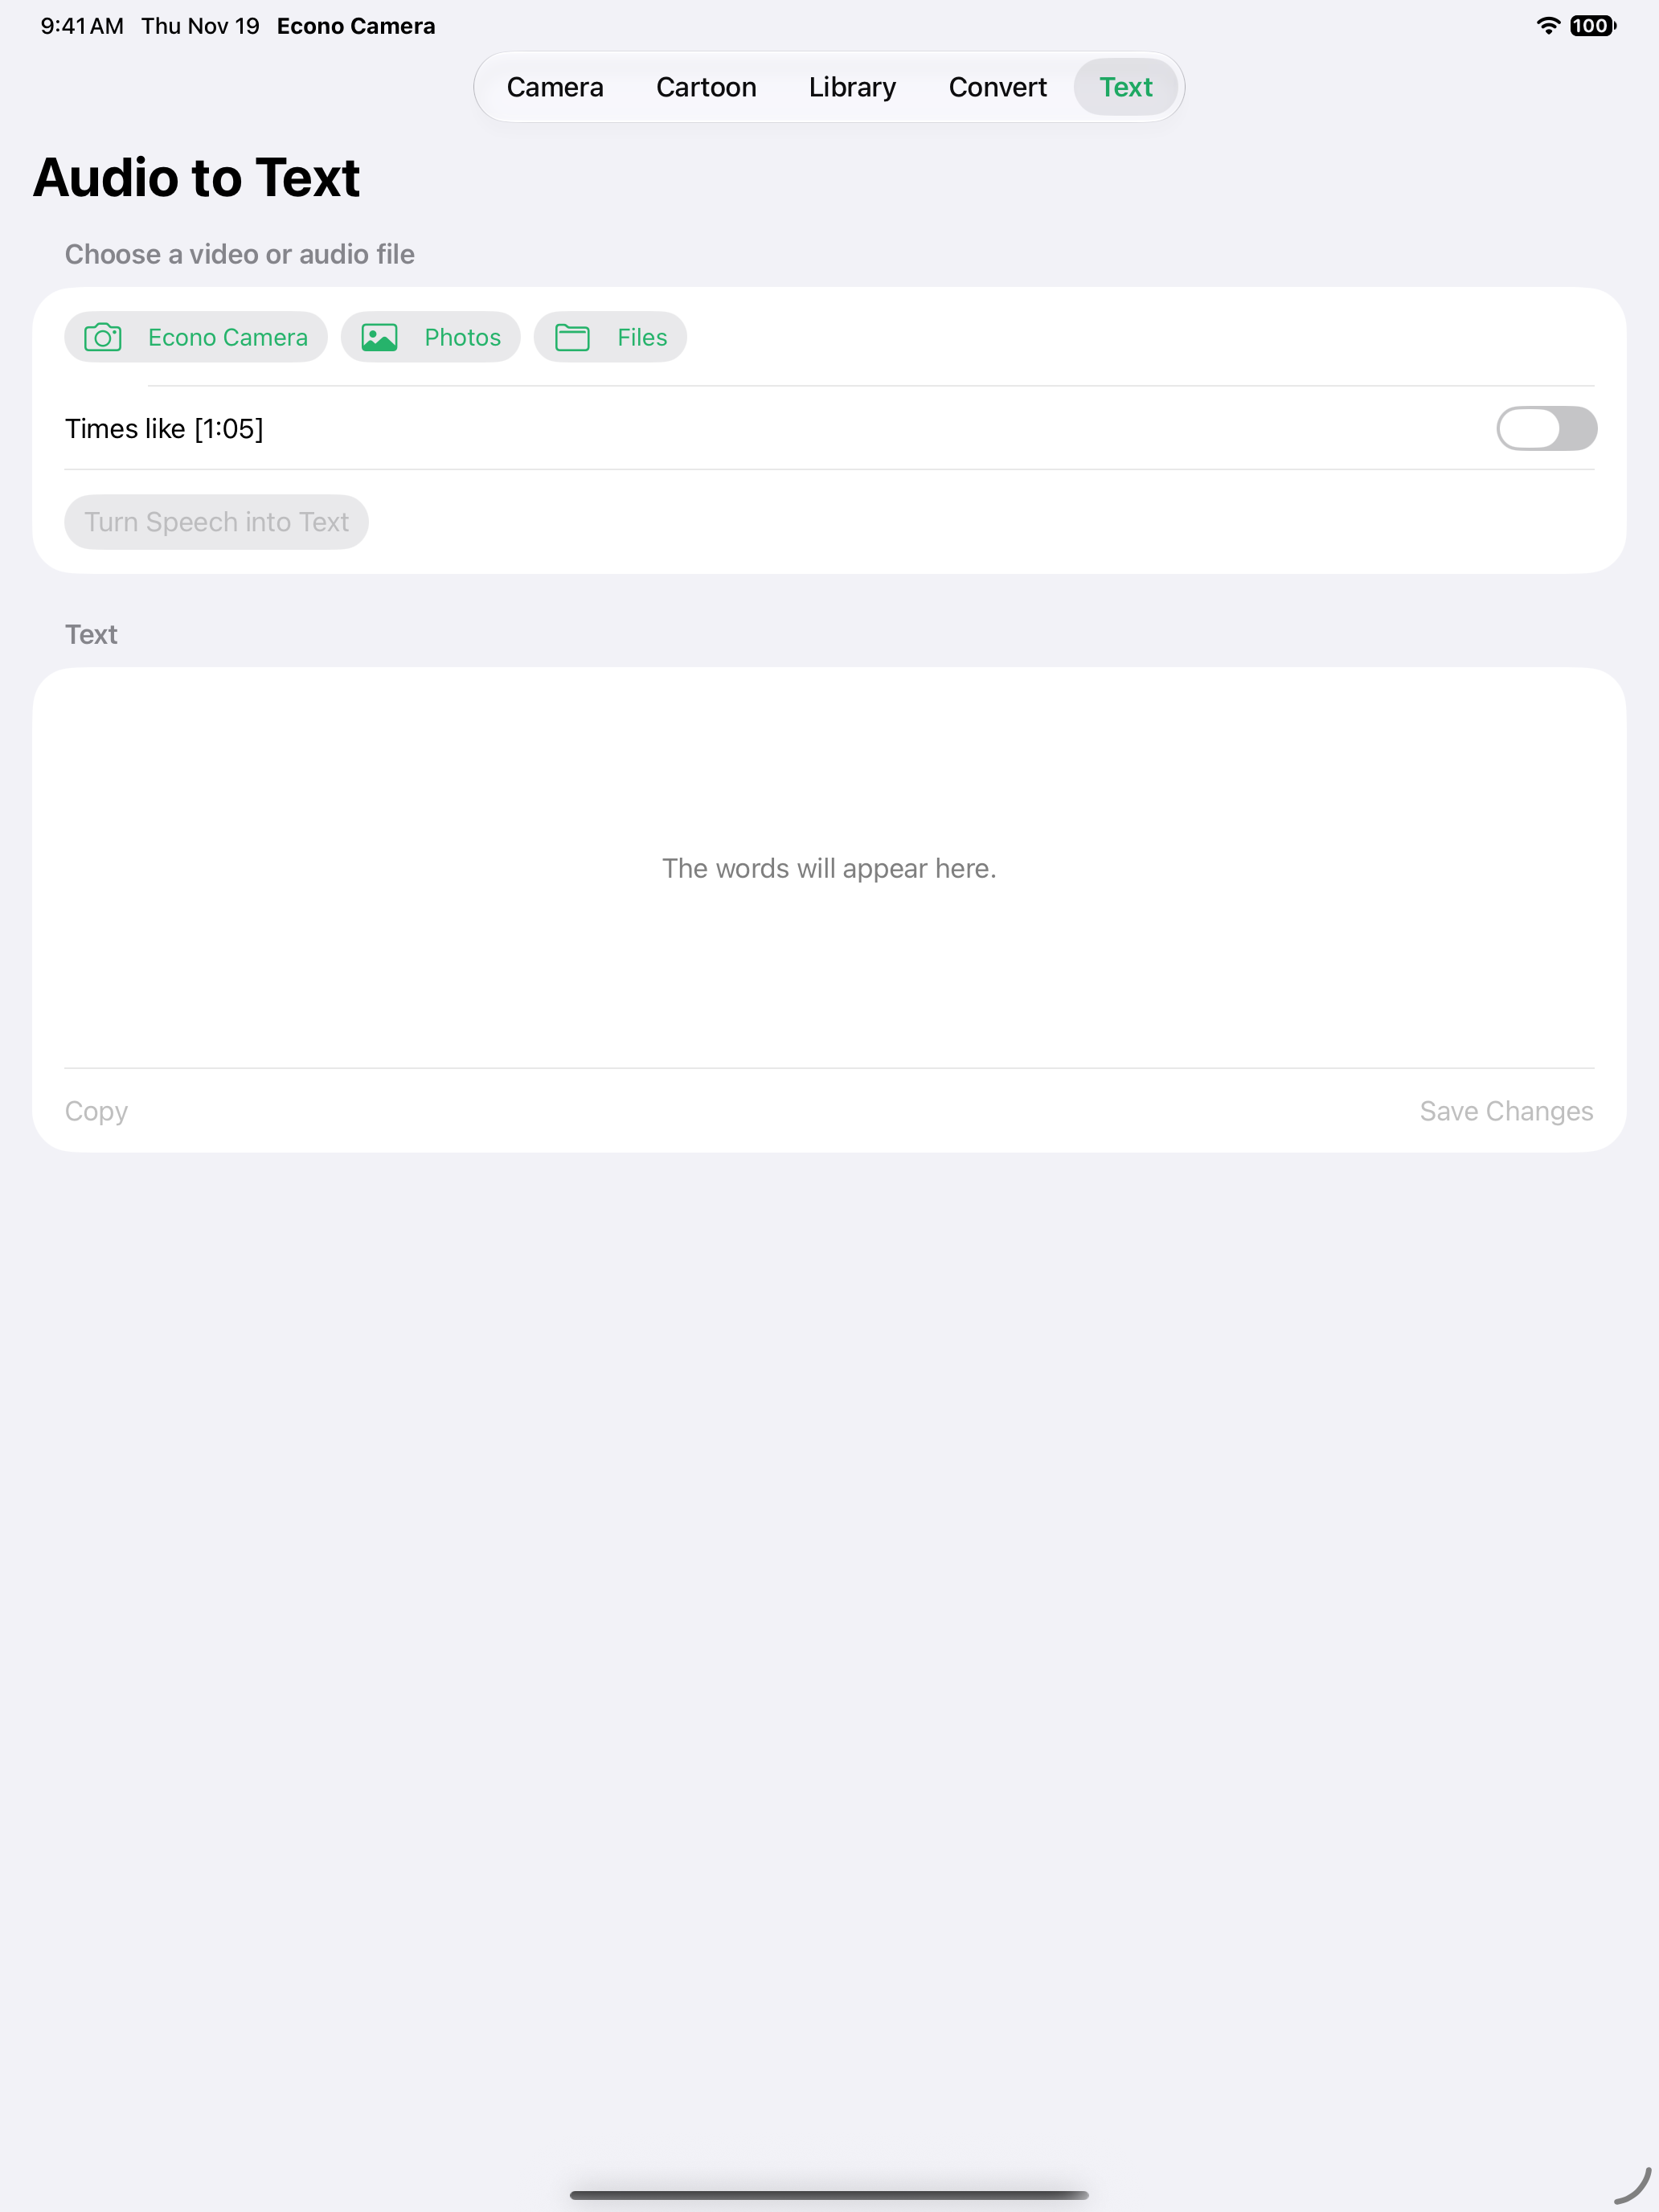 9:41 AM Thu Nov 19 Econo Camera 100
Camera Cartoon Library Convert Text
Audio to Text
Choose a video or audio file
Econo Camera Photos Files
Times like [1:05]
Turn Speech into Text
Text
The words will appear here.
Copy Save Changes